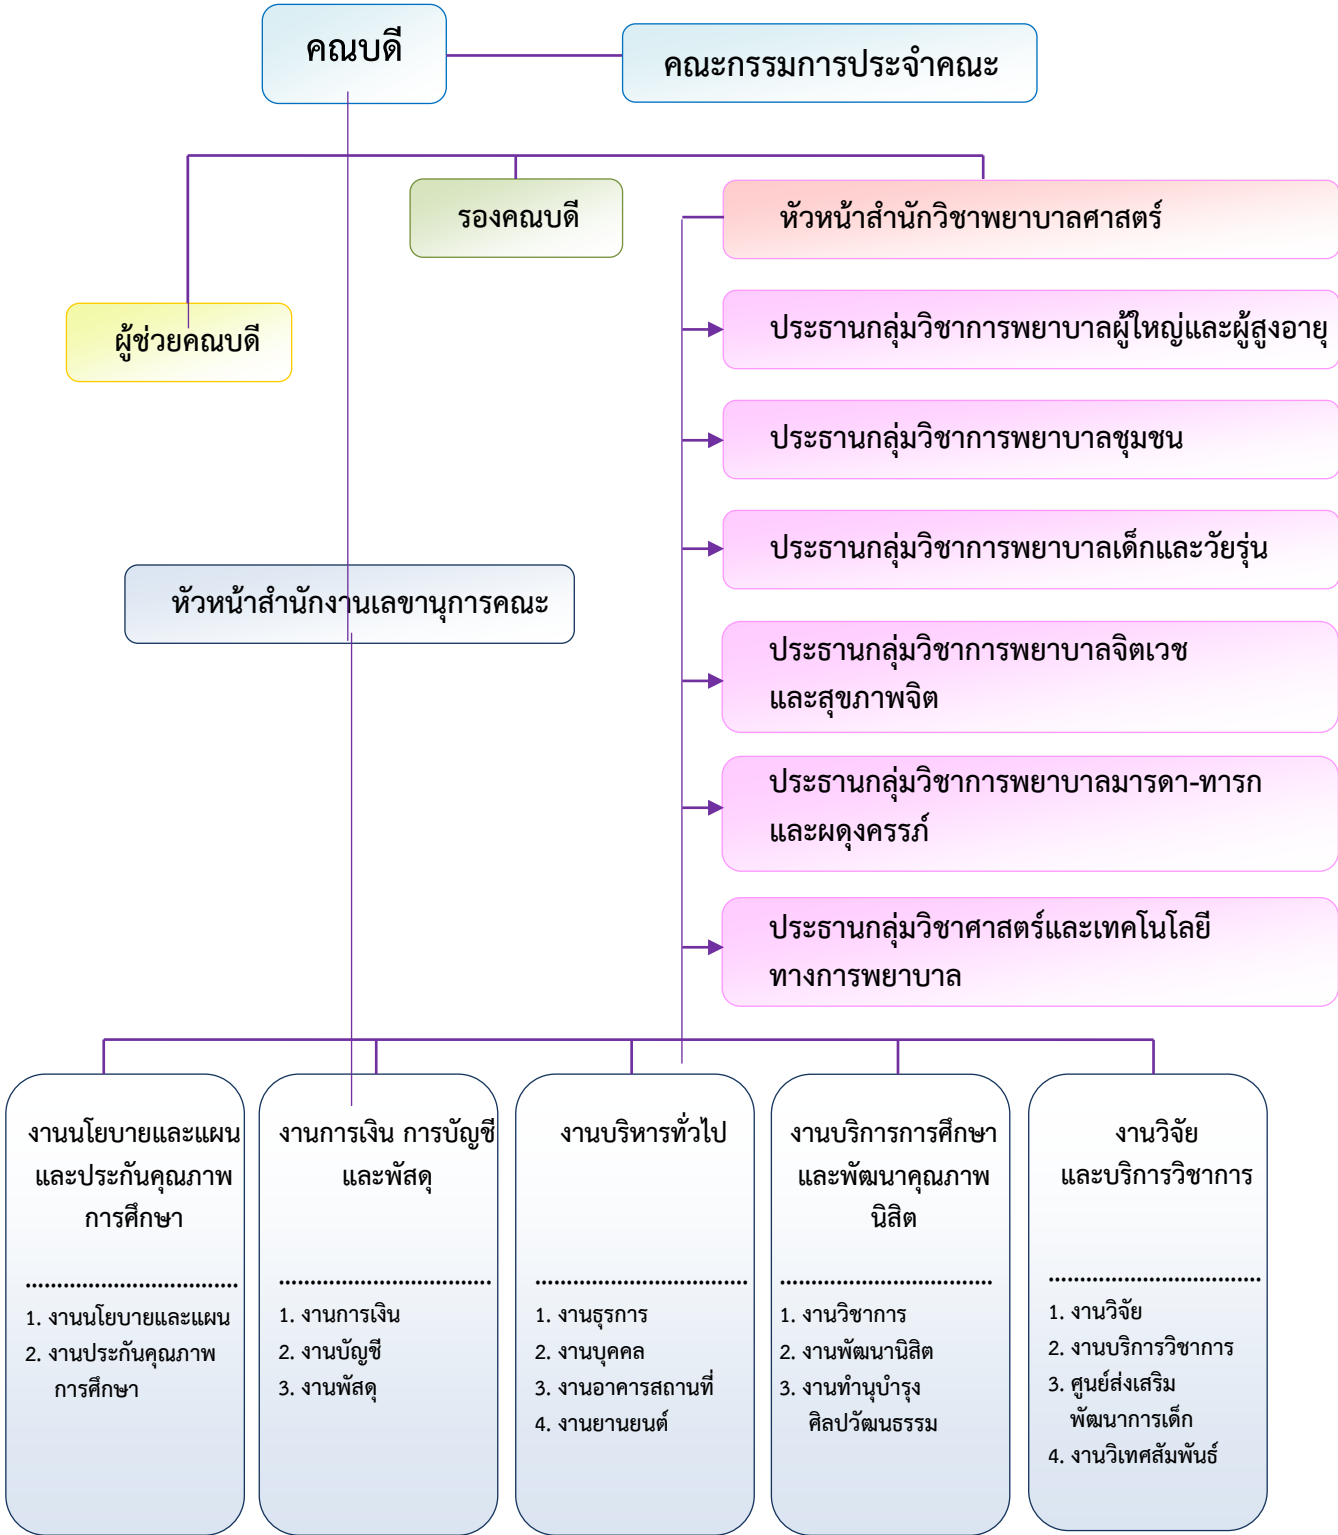 คณบดี
คณะกรรมการประจำคณะ
รองคณบดี
หัวหน้าสำนักวิชาพยาบาลศาสตร์
ผู้ช่วยคณบดี
ประธานกลุ่มวิชาการพยาบาลผู้ใหญ่และผู้สูงอายุ
ประธานกลุ่มวิชาการพยาบาลชุมชน
ประธานกลุ่มวิชาการพยาบาลเด็กและวัยรุ่น
หัวหน้าสำนักงานเลขานุการคณะ
ประธานกลุ่มวิชาการพยาบาลจิตเวช
และสุขภาพจิต
ประธานกลุ่มวิชาการพยาบาลมารดา-ทารก
และผดุงครรภ์
ประธานกลุ่มวิชาศาสตร์และเทคโนโลยี
ทางการพยาบาล
งานนโยบายและแผน
และประกันคุณภาพ
การศึกษา
..................................
1. งานนโยบายและแผน
2. งานประกันคุณภาพ
การศึกษา
งานการเงิน การบัญชี
และพัสดุ
..................................
1. งานการเงิน
2. งานบัญชี
3. งานพัสดุ
งานบริหารทั่วไป
..................................
1. งานธุรการ
2. งานบุคคล
3. งานอาคารสถานที่
4. งานยานยนต์
งานบริการการศึกษา
และพัฒนาคุณภาพ
นิสิต
..................................
1. งานวิชาการ
2. งานพัฒนานิสิต
3. งานทำนุบำรุง
ศิลปวัฒนธรรม
งานวิจัย
และบริการวิชาการ
..................................
1. งานวิจัย
2. งานบริการวิชาการ
3. ศูนย์ส่งเสริม
พัฒนาการเด็ก
4. งานวิเทศสัมพันธ์